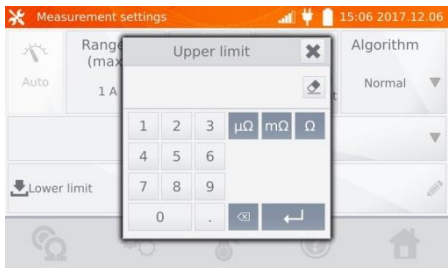 Measurement settings 15:06 2017.12.06
Auto
Range
(max
1 A
Upper limit
Algorithm
Normal
1 2 3 μΩ mΩ Ω
4 5 6
7 8 9
0 .
Lower limit